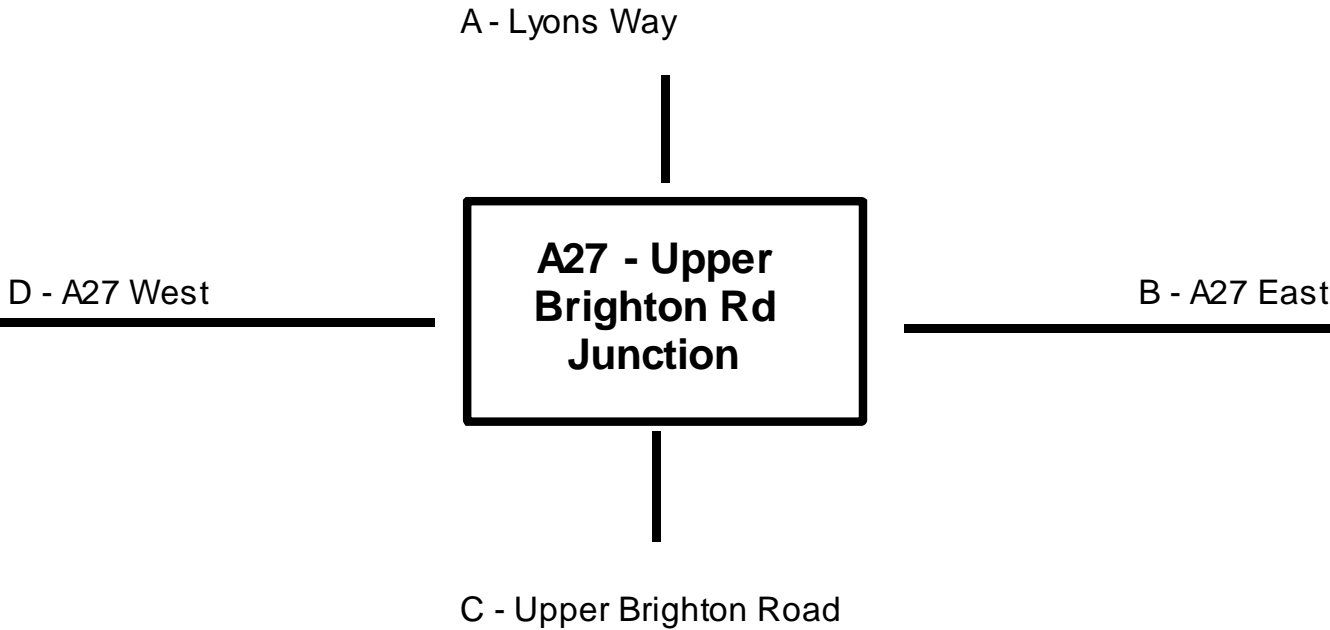 A - Lyons Way
A27 - Upper
Brighton Rd
Junction
D - A27 West
B - A27 East
C - Upper Brighton Road